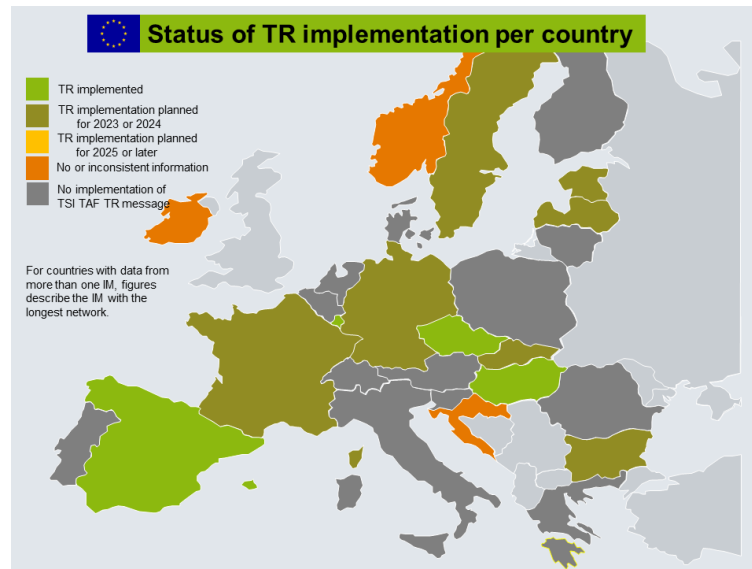 Status of TR implementation per country
TR implemented
TR implementation planned
for 2023 or 2024
TR implementation planned
for 2025 or later
No or inconsistent information
No implementation of
TSI TAF TR message
For countries with data from
more than one IM, figures
describe the IM with the
longest network.